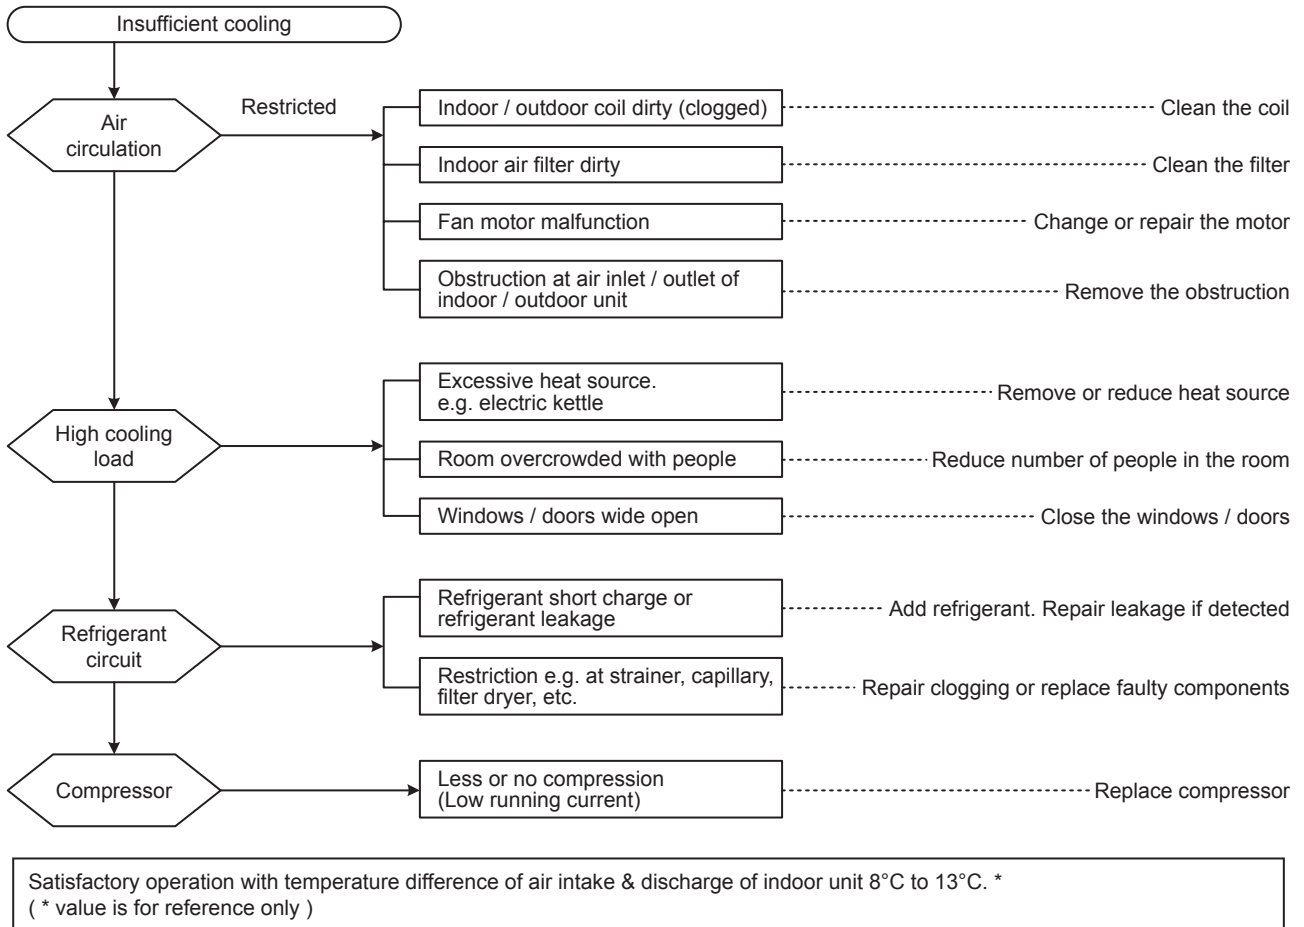 Insufficient cooling
Air
circulation
Restricted
Indoor / outdoor coil dirty (clogged)
Clean the coil
Indoor air filter dirty
Clean the filter
Fan motor malfunction
Change or repair the motor
Obstruction at air inlet / outlet of
indoor / outdoor unit
Remove the obstruction
High cooling
load
Excessive heat source.
e.g. electric kettle
Remove or reduce heat source
Room overcrowded with people
Reduce number of people in the room
Windows / doors wide open
Close the windows / doors
Refrigerant
circuit
Refrigerant short charge or
refrigerant leakage
Add refrigerant. Repair leakage if detected
Restriction e.g. at strainer, capillary,
filter dryer, etc.
Repair clogging or replace faulty components
Compressor
Less or no compression
(Low running current)
Replace compressor
Satisfactory operation with temperature difference of air intake & discharge of indoor unit 8°C to 13°C. *
( * value is for reference only )